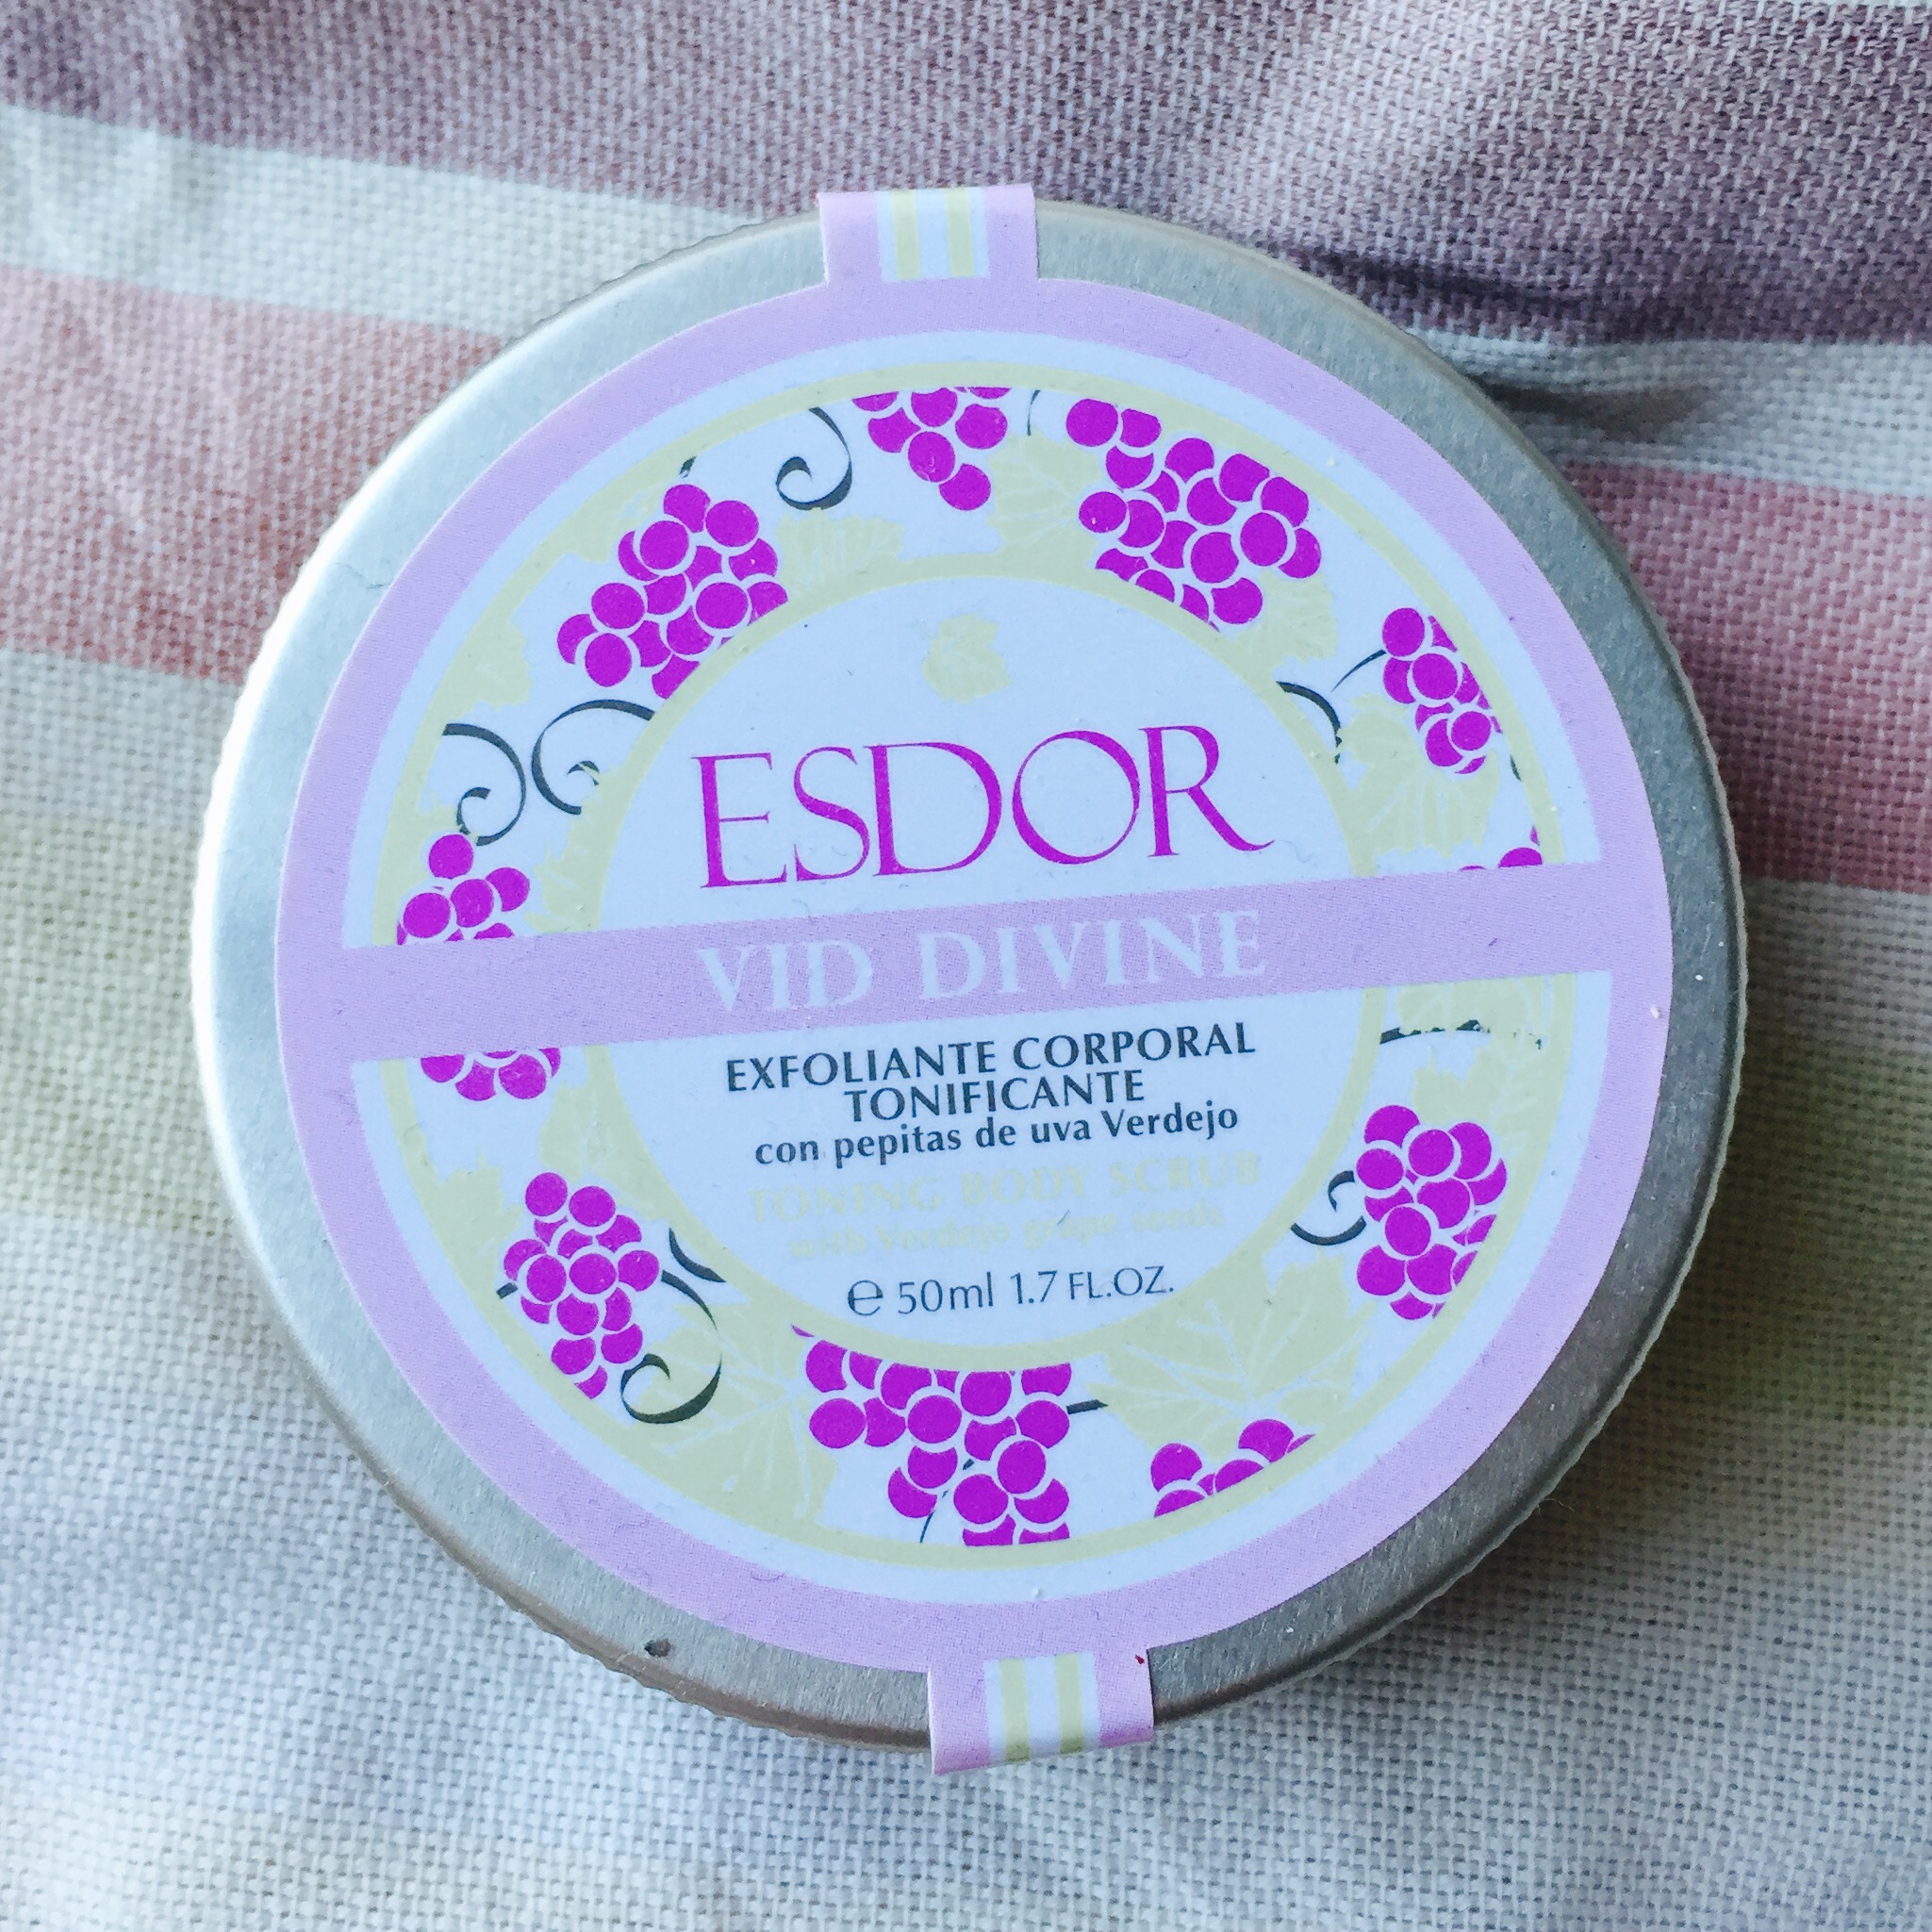 ESDOR
VID DIVINE
EXFOLIANTE CORPORAL
TONIFICANTE
con pepitas de uva Verdejo
TONING BODY SCRUB
with Verdejo grape seeds
℮ 50ml 1.7 FL.OZ.